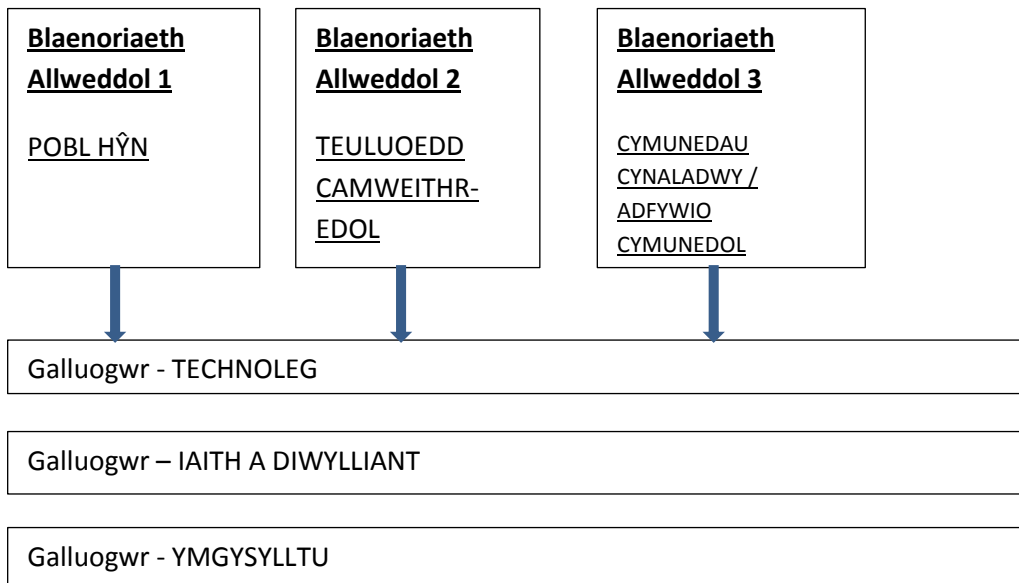 Blaenoriaeth
Allweddol 1
POBL HŶN
Blaenoriaeth
Allweddol 2
TEULUOEDD
CAMWEITHR-
EDOL
Blaenoriaeth
Allweddol 3
CYMUNEDAU
CYNALADWY /
ADFYWIO
CYMUNEDOL
Galluogwr - TECHNOLEG
Galluogwr – IAITH A DIWYLLIANT
Galluogwr - YMGYSYLLTU